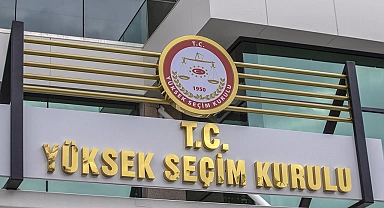 T.C.
YÜKSEK SEÇİM KURULU
1950
T.C.
YÜKSEK SEÇİM KURULU